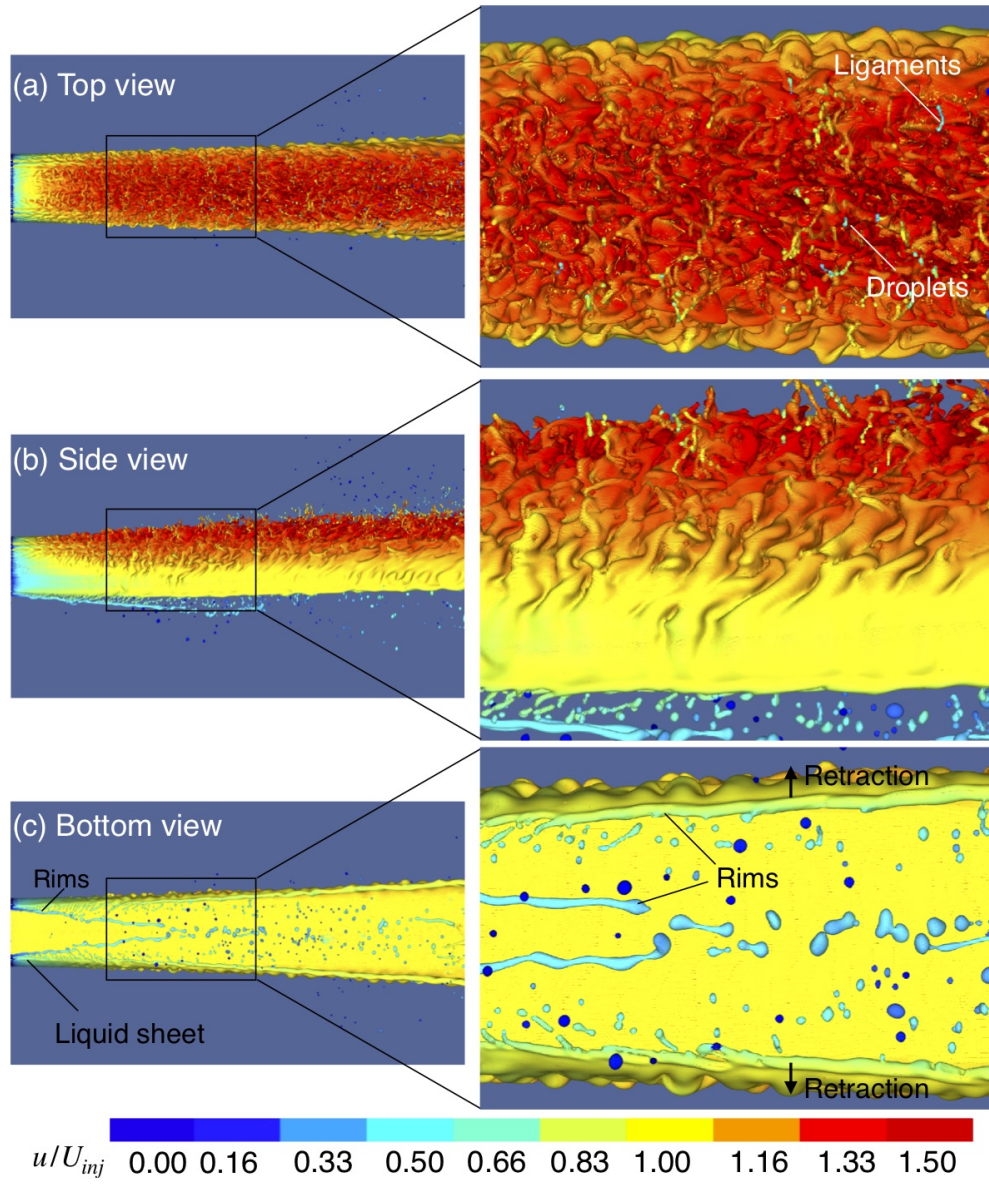 (a) Top view
Ligaments
Droplets
(b) Side view
(c) Bottom view
Rims
Liquid sheet
Retraction
Rims
Retraction
u/U_inj 0.00 0.16 0.33 0.50 0.66 0.83 1.00 1.16 1.33 1.50